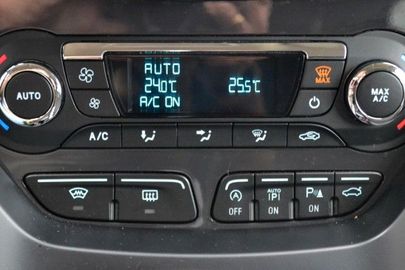 AUTO
24.0°C
25.5°C
A/C ON
MAX
AUTO
MAX
A/C
A/C
OFF
AUTO
P
ON
P
ON